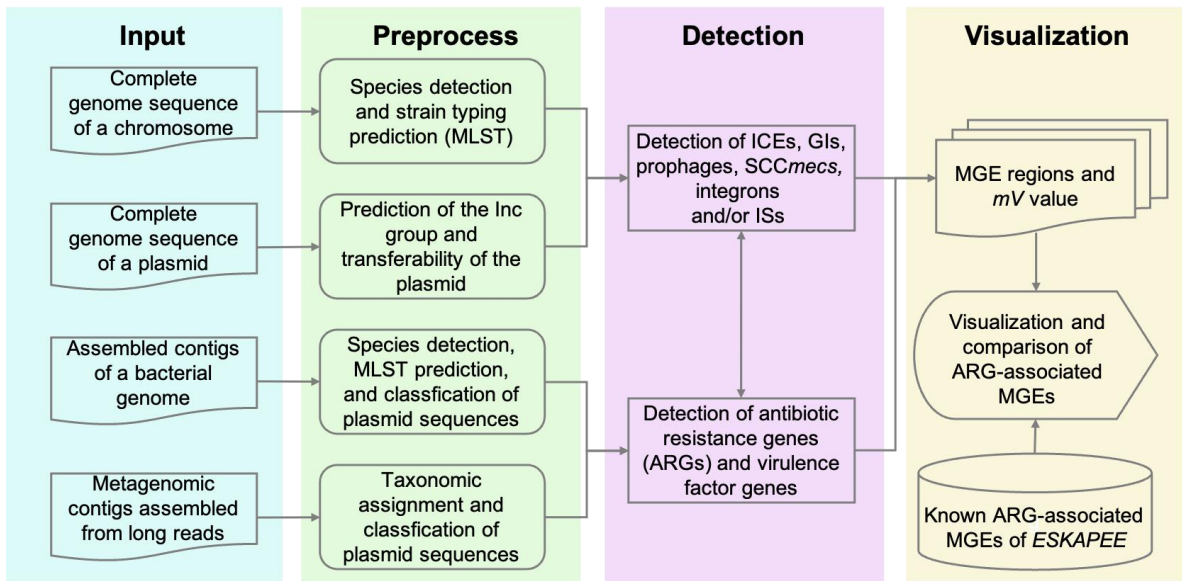 Input
Complete
genome sequence
of a chromosome
Complete
genome sequence
of a plasmid
Assembled contigs
of a bacterial
genome
Metagenomic
contigs assembled
from long reads
Preprocess
Species detection
and strain typing
prediction (MLST)
Prediction of the Inc
group and
transferability of the
plasmid
Species detection,
MLST prediction,
and classfication of
plasmid sequences
Taxonomic
assignment and
classfication of
plasmid sequences
Detection
Detection of ICEs, GIs,
prophages, SCCmecs,
integrons
and/or ISs
Detection of antibiotic
resistance genes
(ARGs) and virulence
factor genes
Visualization
MGE regions and
mV value
Visualization and
comparison of
ARG-associated
MGEs
Known ARG-associated
MGEs of ESKAPEE